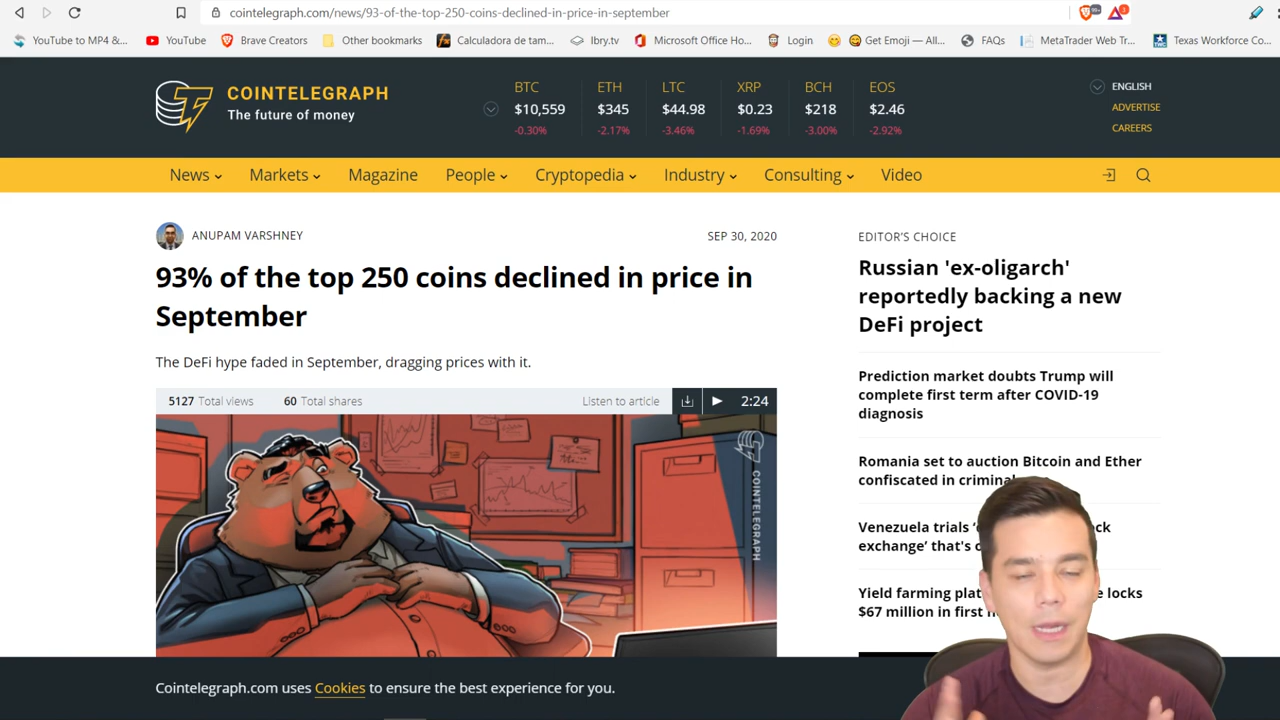 cointelegraph.com/news/93-of-the-top-250-coins-declined-in-price-in-september
YouTube to MP4 &... YouTube Brave Creators Other bookmarks Calculadora de tam... lbry.tv Microsoft Office Ho... Login Get Emoji — All... FAQs MetaTrader Web Tr... Texas Workforce Co...
COINTELEGRAPH
The future of money
BTC ETH LTC XRP BCH EOS
$10,559 $345 $44.98 $0.23 $218 $2.46
-0.30% -2.17% -3.46% -1.69% -3.00% -2.92%
ENGLISH
ADVERTISE
CAREERS
News Markets Magazine People Cryptopedia Industry Consulting Video
ANUPAM VARSHNEY
SEP 30, 2020
93% of the top 250 coins declined in price in
September
The DeFi hype faded in September, dragging prices with it.
5127 Total views 60 Total shares Listen to article 2:24
COINTELEGRAPH
EDITOR'S CHOICE
Russian 'ex-oligarch'
reportedly backing a new
DeFi project
Prediction market doubts Trump will
complete first term after COVID-19
diagnosis
Romania set to auction Bitcoin and Ether
confiscated in
Venezuela trials
exchange' that's
Yield farming locks
$67 million in first
Cointelegraph.com uses Cookies to ensure the best experience for you.